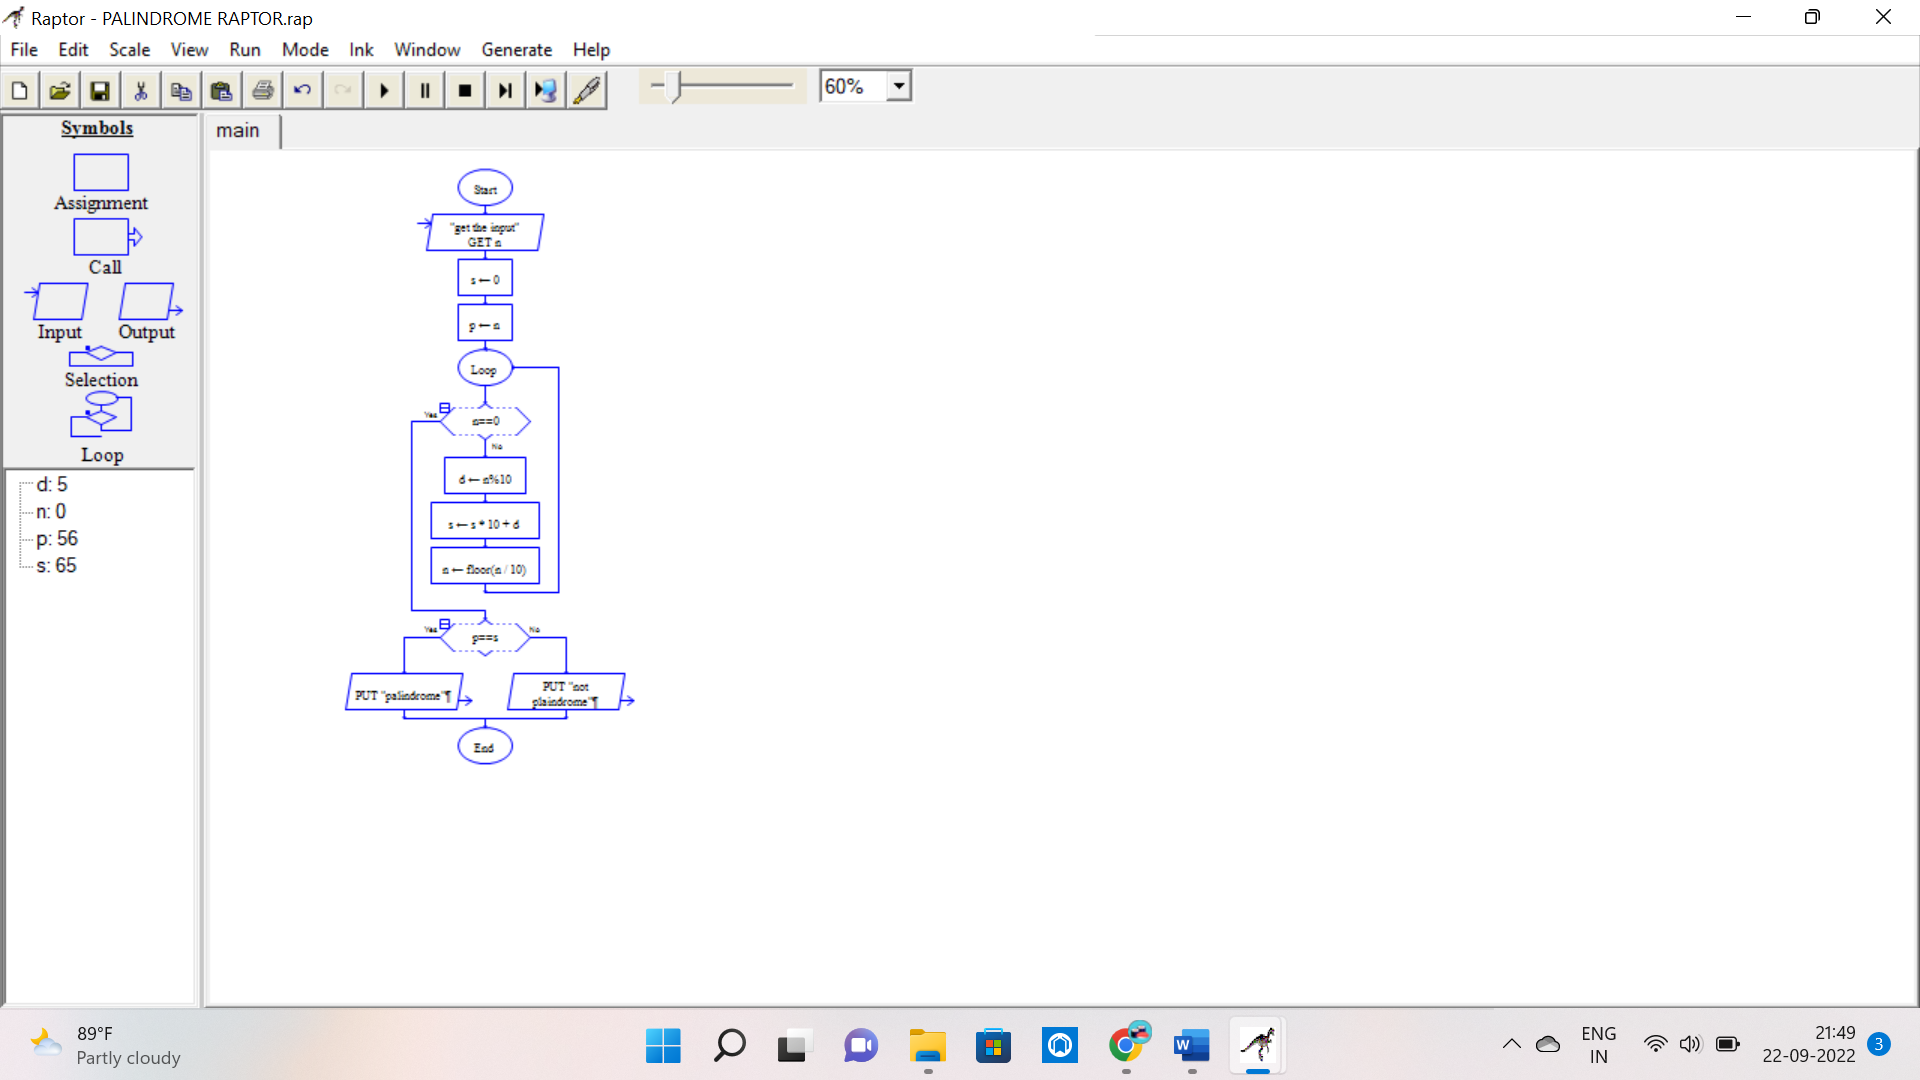 Raptor - PALINDROME RAPTOR.rap
File Edit Scale View Run Mode Ink Window Generate Help
60%
Symbols
Assignment
Call
Input Output
Selection
Loop
d: 5
n: 0
p: 56
s: 65
main
Start
"get the input"
GET n
s ← 0
p ← n
Loop
Yes
n==0
No
d ← n%10
s ← s * 10 + d
n ← floor(n / 10)
Yes
p==s
No
PUT "palindrome"¶
PUT "not
plaindrome"¶
End
89°F
Partly cloudy
W
ENG
IN
21:49
22-09-2022
3